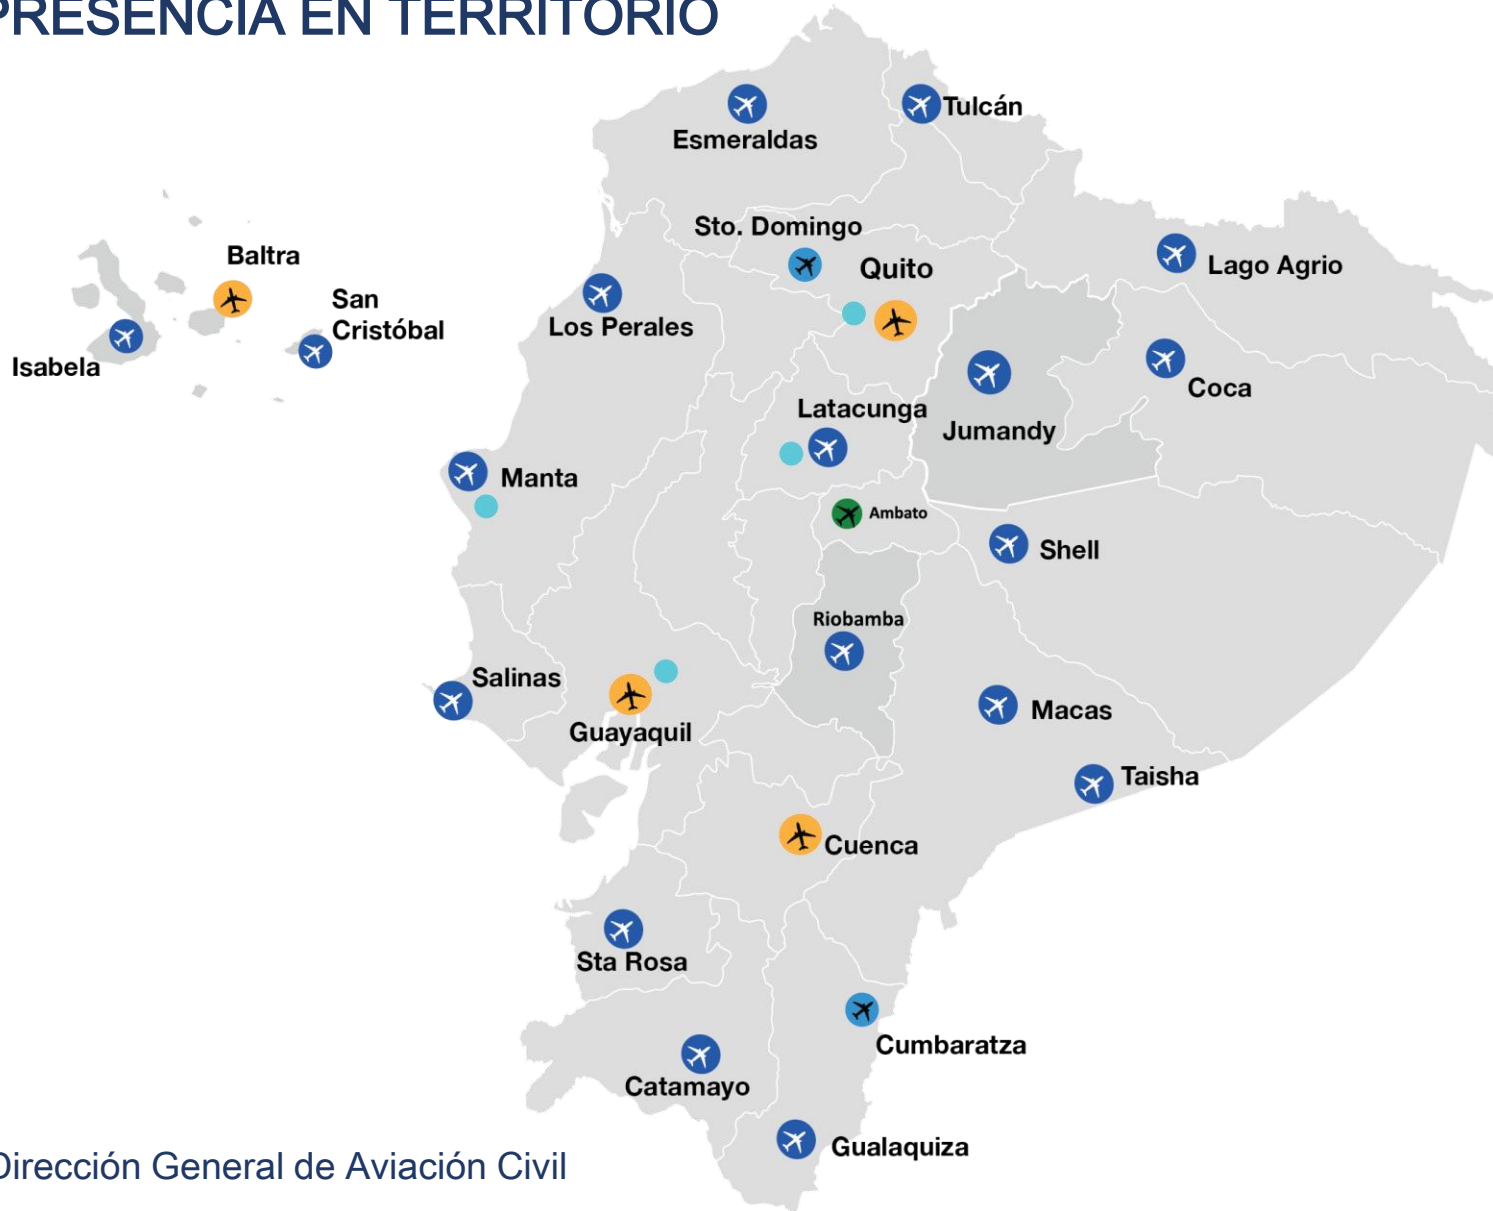 PRESENCIA EN TERRITORIO
Esmeraldas
Tulcán
Sto. Domingo
Quito
Lago Agrio
Baltra
San
Cristóbal
Isabela
Los Perales
Coca
Latacunga
Jumandy
Manta
Ambato
Shell
Riobamba
Salinas
Guayaquil
Macas
Taisha
Cuenca
Sta Rosa
Cumbaratza
Catamayo
Gualaquiza
Dirección General de Aviación Civil